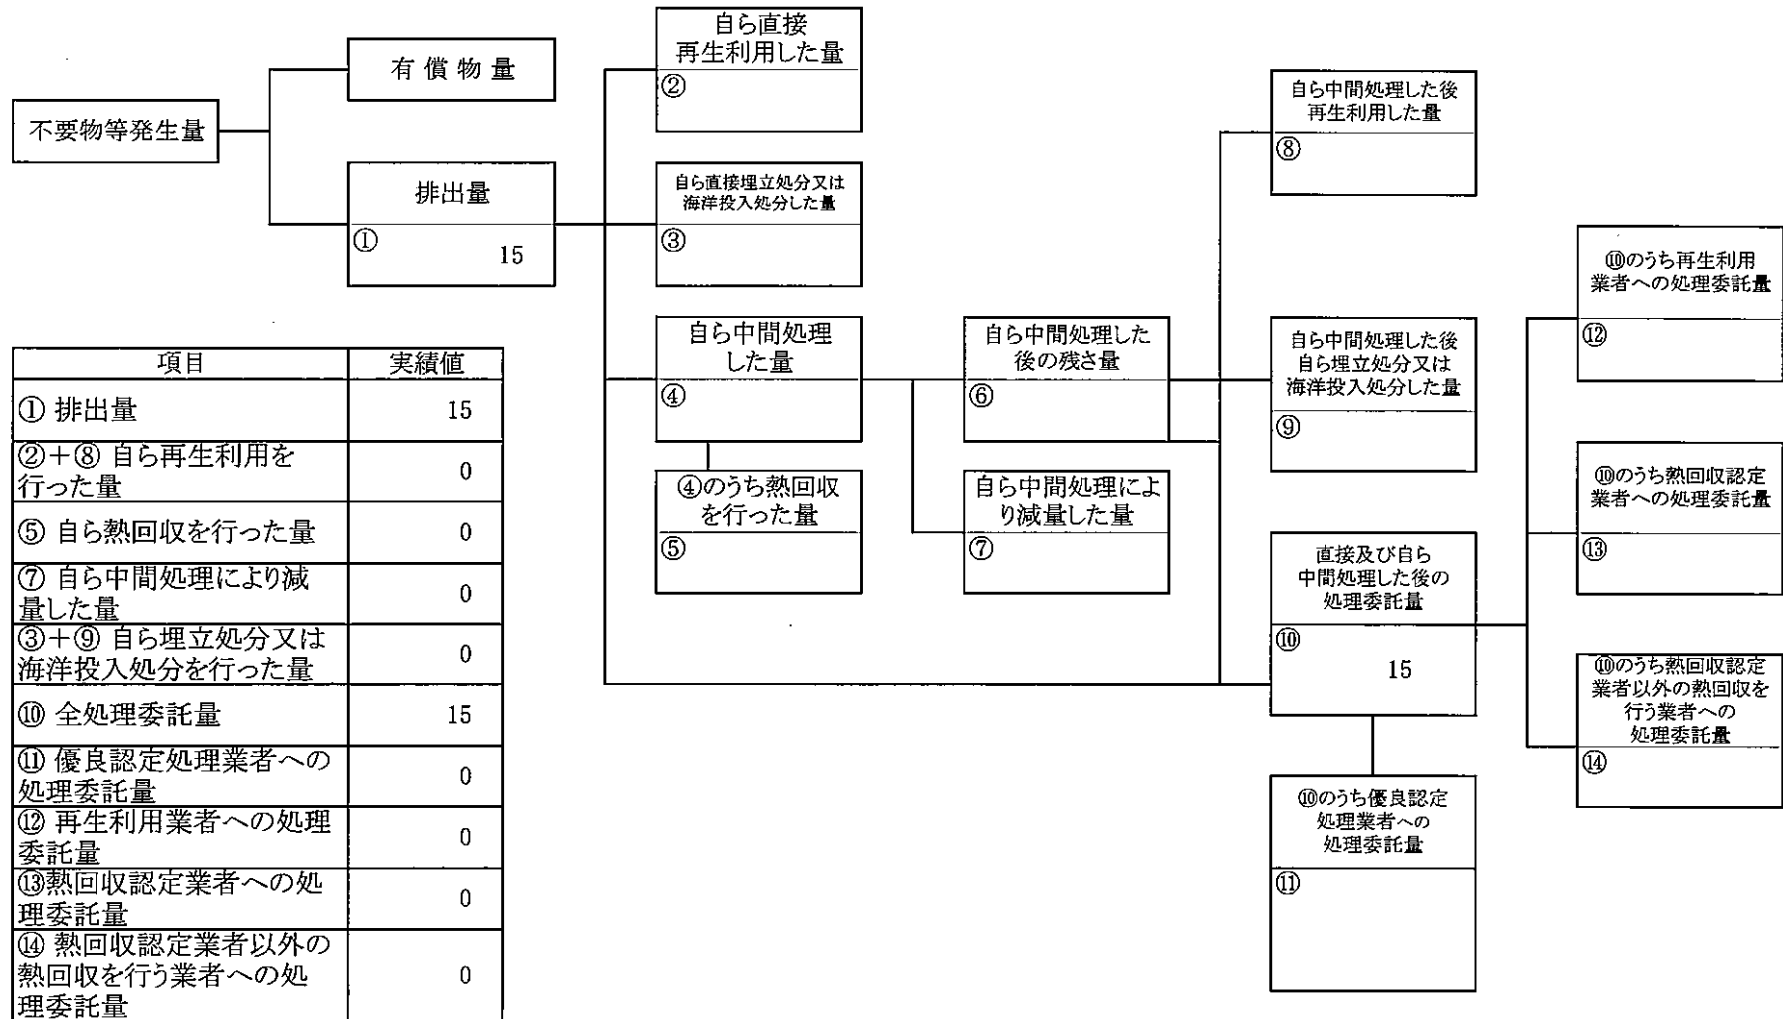 不要物等発生量
有償物量
排出量
①
15
自ら直接
再生利用した量
②
自ら直接埋立処分又は
海洋投入処分した量
③
自ら中間処理
した量
④
④のうち熱回収
を行った量
⑤
自ら中間処理した
後の残さ量
⑥
自ら中間処理によ
り減量した量
⑦
自ら中間処理した後
再生利用した量
⑧
自ら中間処理した後
自ら埋立処分又は
海洋投入処分した量
⑨
直接及び自ら
中間処理した後の
処理委託量
⑩
15
⑩のうち優良認定
処理業者への
処理委託量
⑪
⑩のうち再生利用
業者への処理委託量
⑫
⑩のうち熱回収認定
業者への処理委託量
⑬
⑩のうち熱回収認定
業者以外の熱回収を
行う業者への
処理委託量
⑭
項目 実績値
① 排出量 15
②+⑧ 自ら再生利用を
行った量 0
⑤ 自ら熱回収を行った量 0
⑦ 自ら中間処理により減
量した量 0
③+⑨ 自ら埋立処分又は
海洋投入処分を行った量 0
⑩ 全処理委託量 15
⑪ 優良認定処理業者への
処理委託量 0
⑫ 再生利用業者への処理
委託量 0
⑬熱回収認定業者への処
理委託量 0
⑭ 熱回収認定業者以外の
熱回収を行う業者への処
理委託量 0